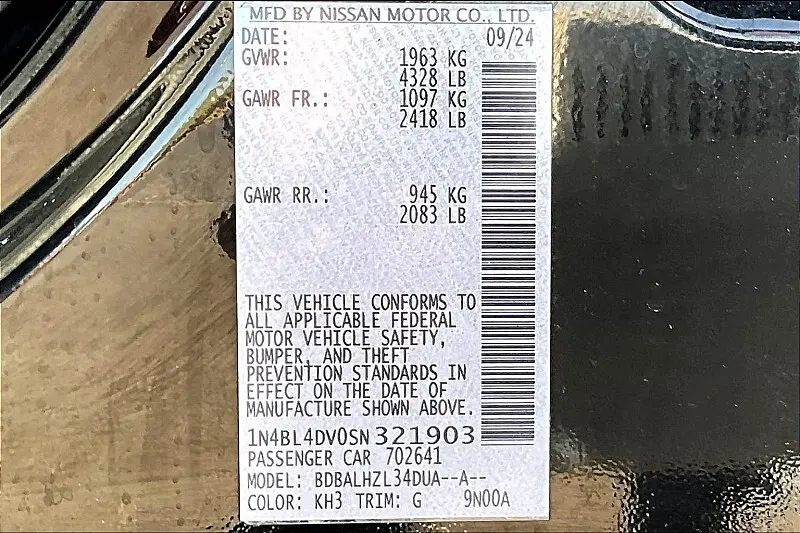 MFD BY NISSAN MOTOR CO., LTD.
DATE: 09/24
GVWR: 1963 KG
4328 LB
GAWR FR.: 1097 KG
2418 LB
GAWR RR.: 945 KG
2083 LB
THIS VEHICLE CONFORMS TO
ALL APPLICABLE FEDERAL
MOTOR VEHICLE SAFETY,
BUMPER, AND THEFT
PREVENTION STANDARDS IN
EFFECT ON THE DATE OF
MANUFACTURE SHOWN ABOVE.
1N4BL4DV0SN 321903
PASSENGER CAR 702641
MODEL: BDBALHZL34DUA--A--
COLOR: KH3 TRIM: G 9N00A